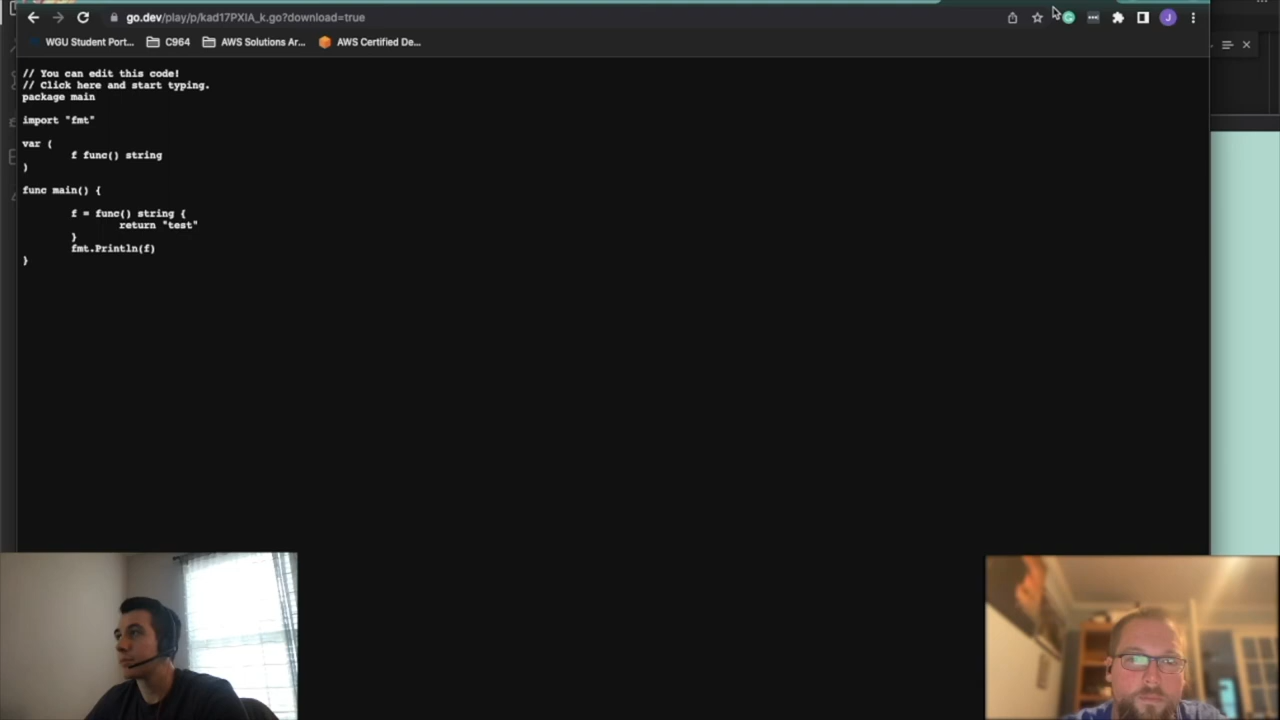 go.dev/play/p/kad17PXIA_k.go?download=true
J
WGU Student Port... C964 AWS Solutions Ar... AWS Certified De...
// You can edit this code!
// Click here and start typing.
package main
import "fmt"
var (
f func() string
)
func main() {
f = func() string {
return "test"
}
fmt.Println(f)
}